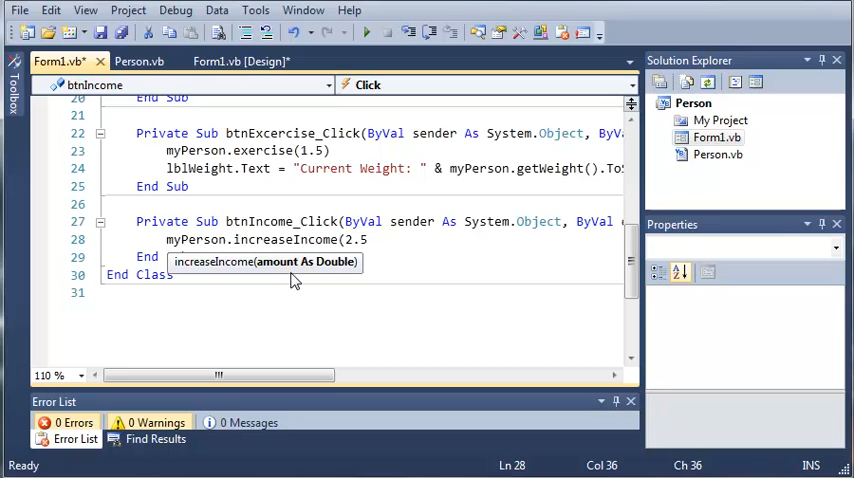 File Edit View Project Debug Data Tools Window Help
Form1.vb* Person.vb Form1.vb [Design]*
Toolbox
btnIncome Click
20 End Sub
21
22 Private Sub btnExcercise_Click(ByVal sender As System.Object, ByVa
23 myPerson.exercise(1.5)
24 lblWeight.Text = "Current Weight: " & myPerson.getWeight().ToS
25 End Sub
26
27 Private Sub btnIncome_Click(ByVal sender As System.Object, ByVal e
28 myPerson.increaseIncome(2.5
29 End
increaseIncome(amount As Double)
30 End Class
31
110 %
Solution Explorer
Person
My Project
Form1.vb
Person.vb
Properties
Error List
0 Errors 0 Warnings 0 Messages
Error List Find Results
Ready Ln 28 Col 36 Ch 36 INS